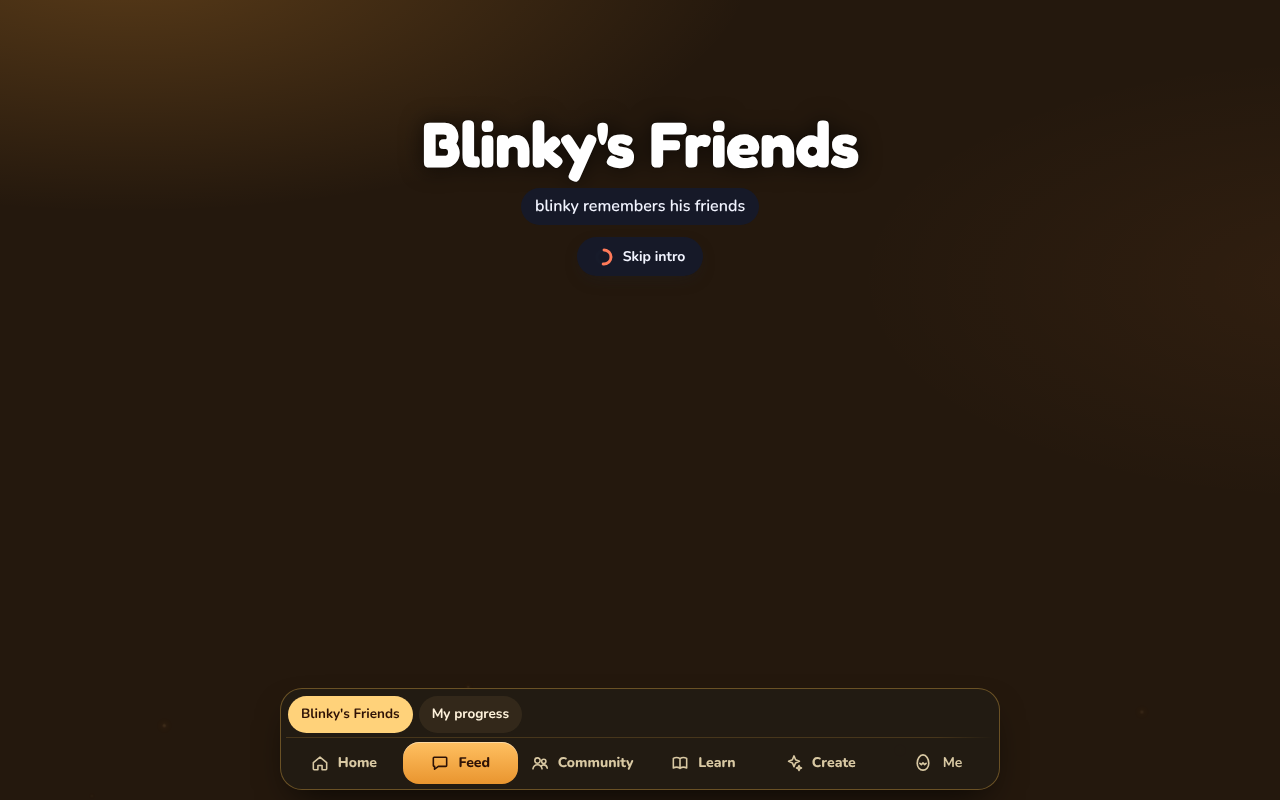 Blinky's Friends
blinky remembers his friends
Skip intro
Blinky's Friends
My progress
Home
Feed
Community
Learn
Create
Me